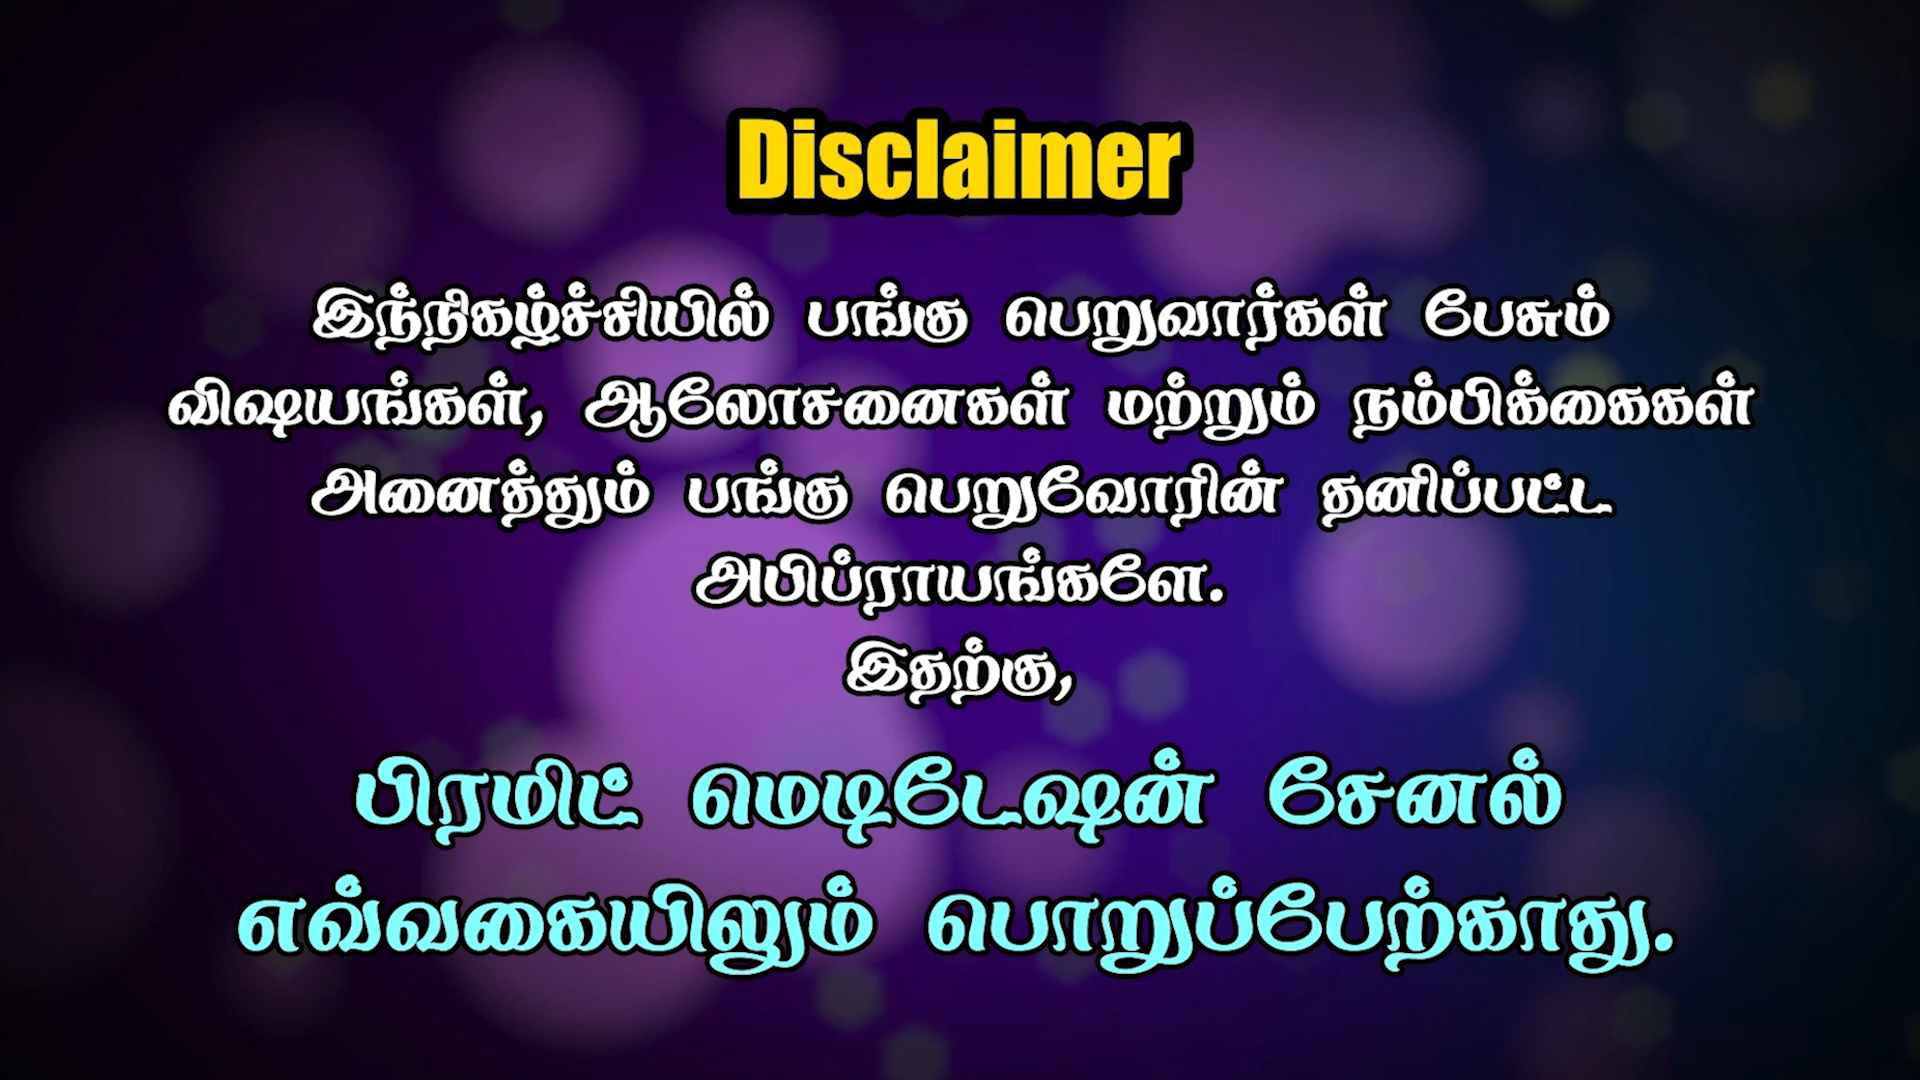 Disclaimer
இந்நிகழ்ச்சியில் பங்கு பெறுவார்கள் பேசும்
விஷயங்கள், ஆலோசனைகள் மற்றும் நம்பிக்கைகள்
அனைத்தும் பங்கு பெறுவோரின் தனிப்பட்ட
அபிப்ராயங்களே.
இதற்கு,
பிரமிட் மெடிடேஷன் சேனல்
எவ்வகையிலும் பொறுப்பேற்காது.